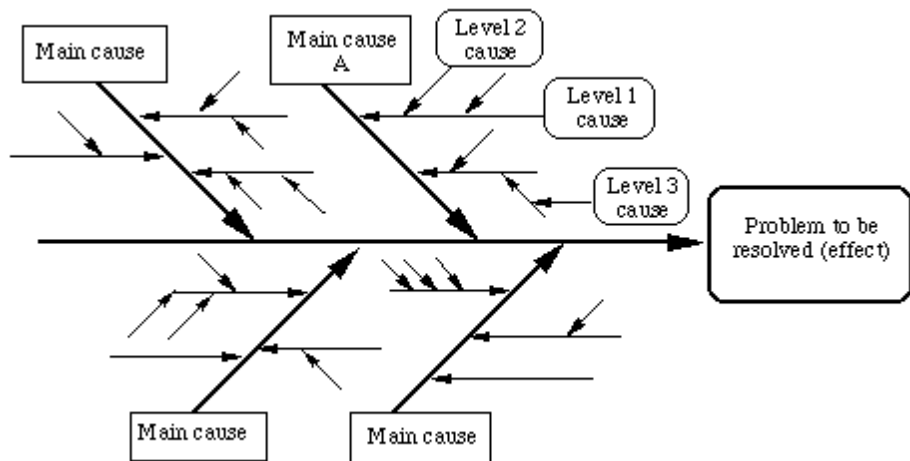 Main cause
Main cause
A
Level 2
cause
Level 1
cause
Level 3
cause
Problem to be
resolved (effect)
Main cause
Main cause